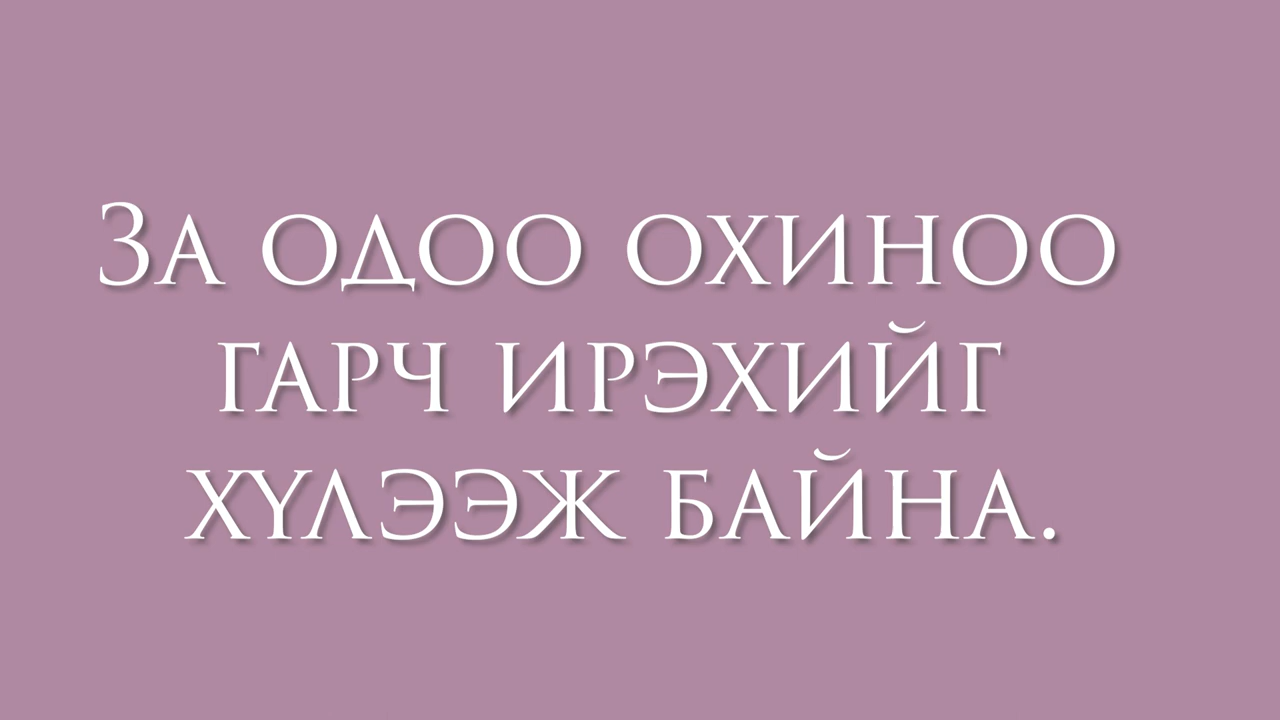 За одоо охиноо
гарч ирэхийг
хүлээж байна.